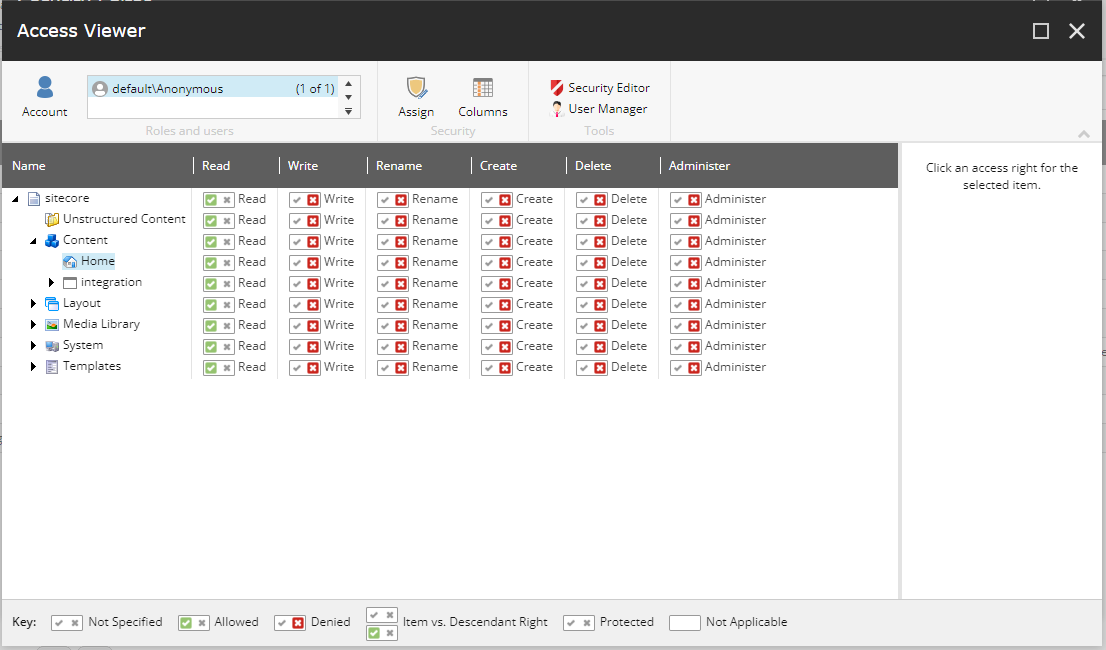 Access Viewer
default\Anonymous (1 of 1)
Account
Roles and users
Assign
Columns
Security
Security Editor
User Manager
Tools
Name Read Write Rename Create Delete Administer
sitecore Read Write Rename Create Delete Administer
Unstructured Content Read Write Rename Create Delete Administer
Content Read Write Rename Create Delete Administer
Home Read Write Rename Create Delete Administer
integration Read Write Rename Create Delete Administer
Layout Read Write Rename Create Delete Administer
Media Library Read Write Rename Create Delete Administer
System Read Write Rename Create Delete Administer
Templates Read Write Rename Create Delete Administer
Click an access right for the
selected item.
Key: Not Specified Allowed Denied Item vs. Descendant Right Protected Not Applicable